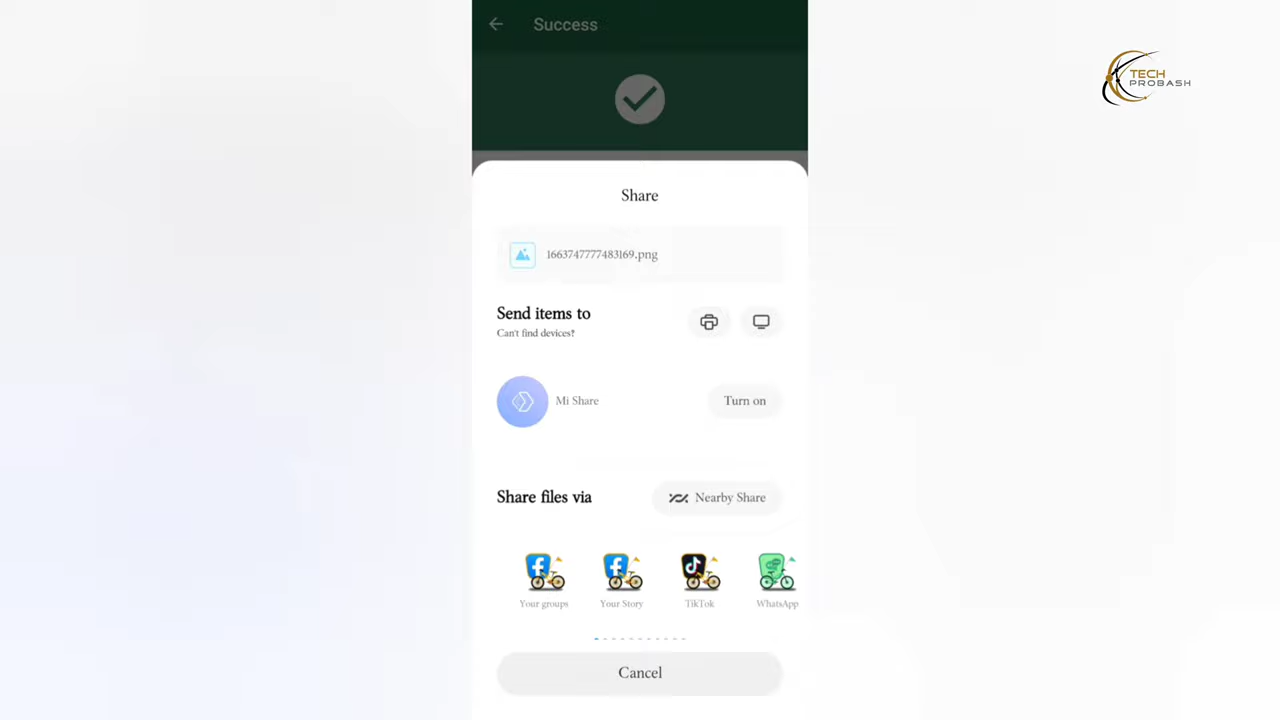 Success
TECH
PROBASH
Share
1663747777483169.png
Send items to
Can't find devices?
Mi Share
Turn on
Share files via
Nearby Share
Your groups
Your Story
TikTok
WhatsApp
Cancel